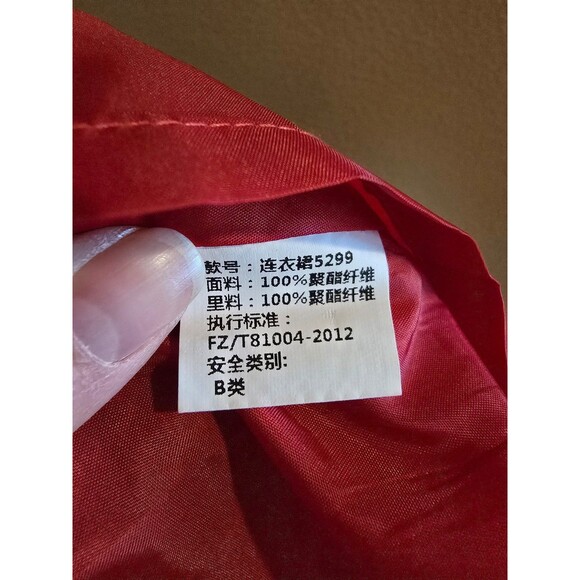 款号：连衣裙5299
面料：100%聚酯纤维
里料：100%聚酯纤维
执行标准：
FZ/T81004-2012
安全类别:
B类